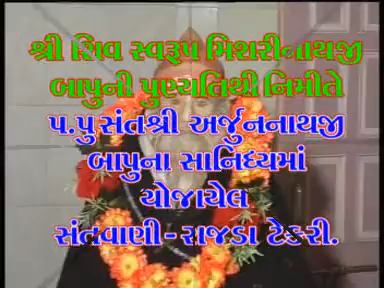 શ્રી શિવ સ્વરૂપ મિશરીનાથજી
બાપુની પુણ્યતિથી નિમીતે
પ.પુ સંતશ્રી અર્જુનનાથજી
બાપુના સાનિધ્યમાં
યોજાયેલ
સંતવાણી - રાજડા ટેકરી.